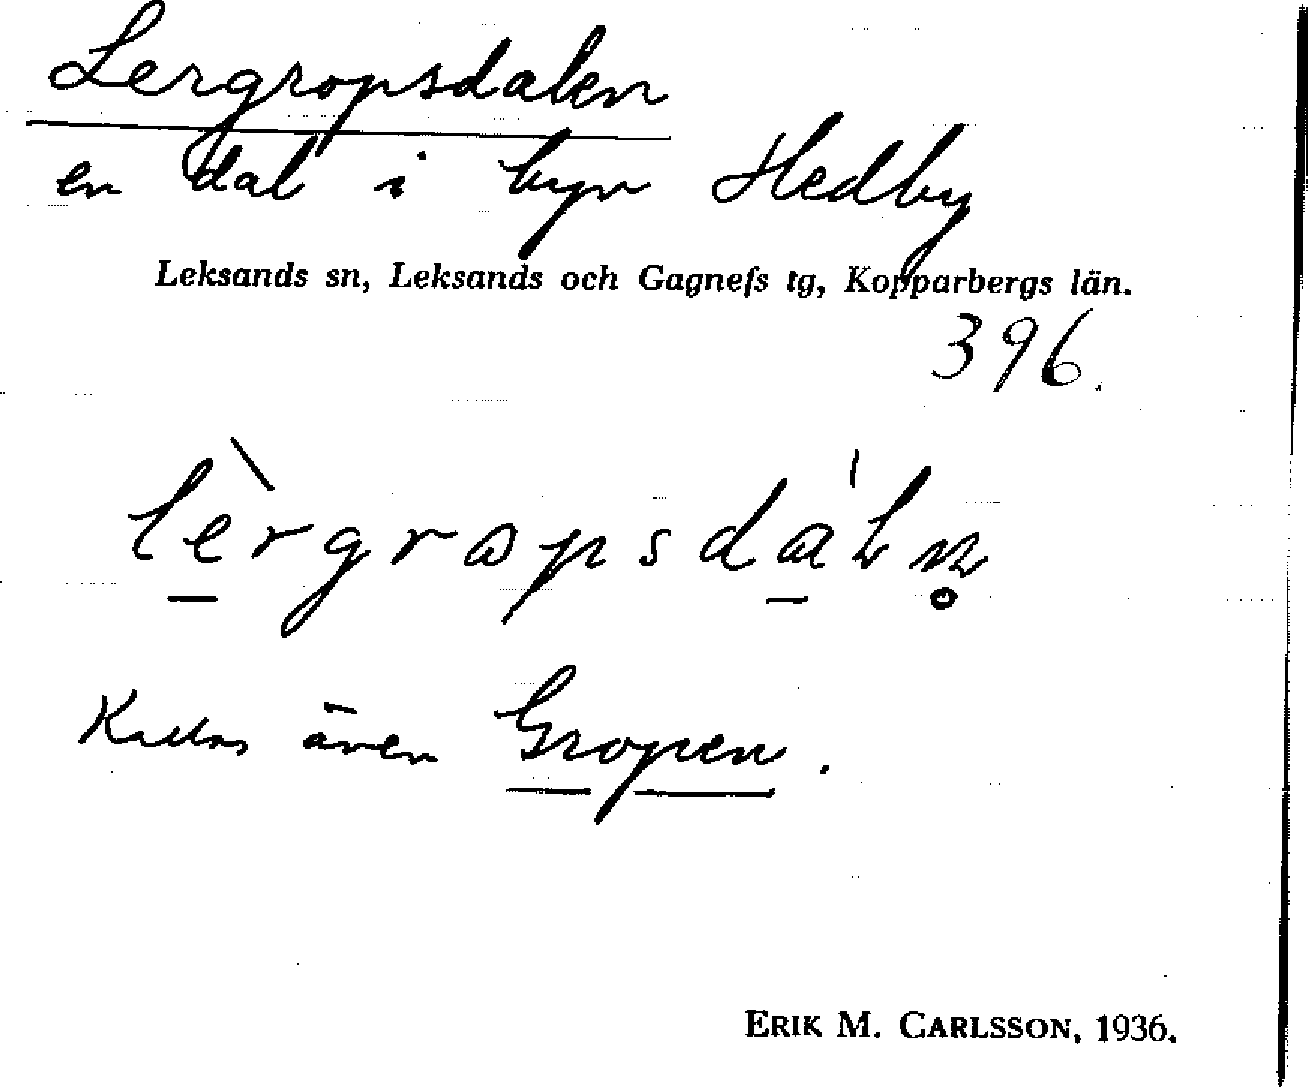 Lergropsdalen
en dal i byn Hedby
Leksands sn, Leksands och Gagnefs tg, Kopparbergs län.
396.
lèrgrɷpsdàln̥
Kallas även Gropen.
ERIK M. CARLSSON, 1936.